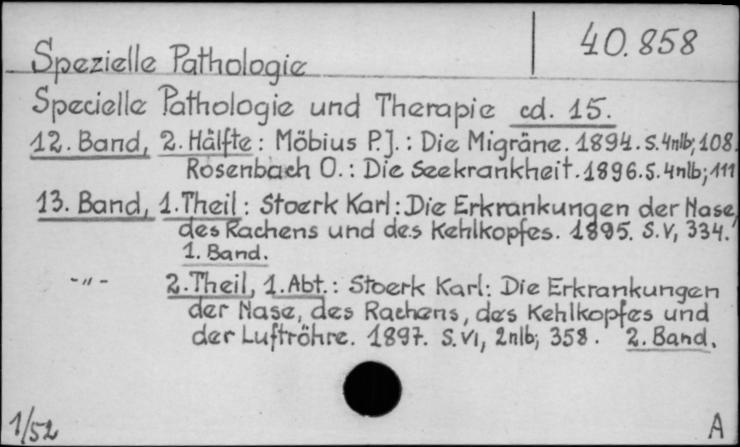 40.858
Spezielle Pathologie
Specielle Pathologie und Therapie ed. 15.
12. Band, 2. Hälfte: Möbius P.J.: Die Migräne. 1894. S. 4nlb; 108.
Rosenbach O.: Die Seekrankheit. 1896. S. 4nlb; 111
13. Band, 1. Theil: Stoerk Karl: Die Erkrankungen der Nase,
des Rachens und des Kehlkopfes. 1895. S. V, 334.
1. Band.
-"- 2. Theil, 1. Abt.: Stoerk Karl: Die Erkrankungen
der Nase, des Rachens, des Kehlkopfes und
der Luftröhre. 1897. S. VI, 2nlb; 358. 2. Band.
1/52 A